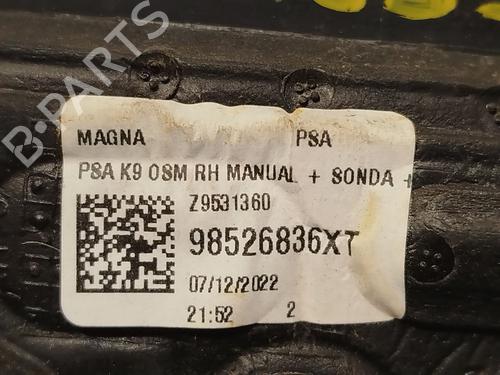 MAGNA PSA
PSA K9 OSM RH MANUAL + SONDA +
Z9531360
98526836XT
07/12/2022
21:52 2
B-PARTS